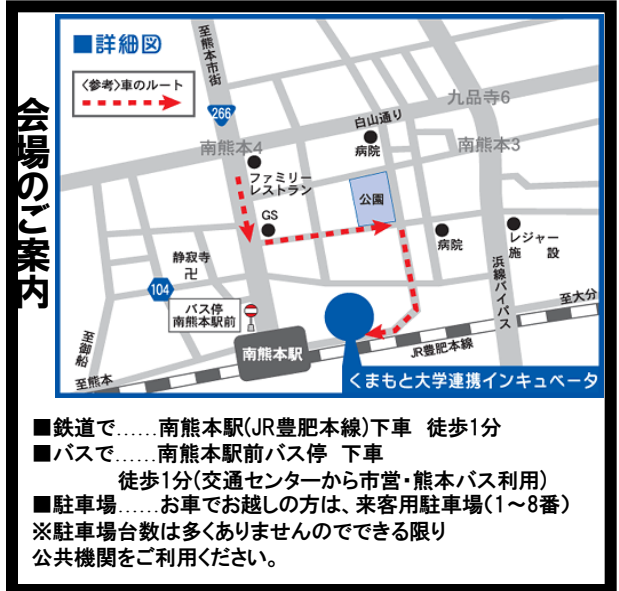 会場のご案内
■詳細図
〈参考〉車のルート
至熊本市街
266
九品寺6
白山通り
南熊本4
病院
南熊本3
ファミリー
レストラン
公園
GS
病院
レジャー
施設
静寂寺
卍
104
浜線バイパス
バス停
南熊本駅前
至大分
至御船
南熊本駅
JR豊肥本線
至熊本
くまもと大学連携インキュベータ
■鉄道で……南熊本駅(JR豊肥本線)下車 徒歩1分
■バスで……南熊本駅前バス停 下車
徒歩1分(交通センターから市営・熊本バス利用)
■駐車場……お車でお越しの方は、来客用駐車場(1～8番)
※駐車場台数は多くありませんのでできる限り
公共機関をご利用ください。